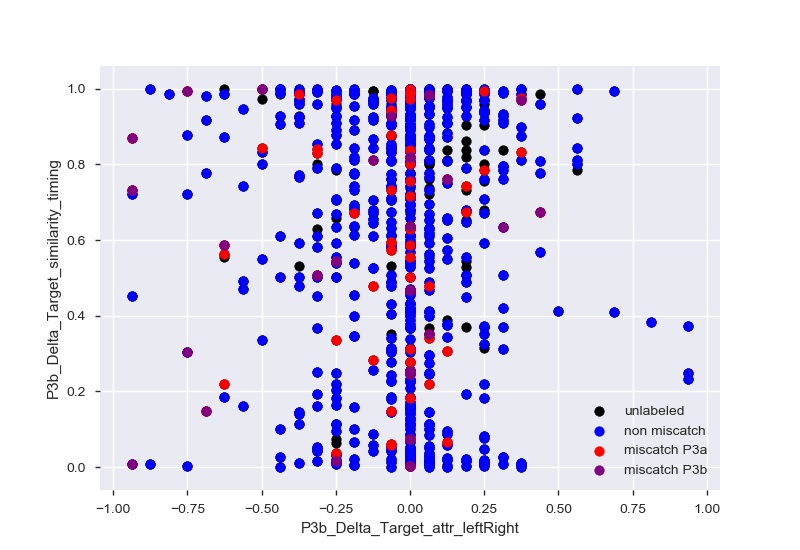 1.0
0.8
0.6
0.4
0.2
0.0
P3b_Delta_Target_similarity_timing
unlabeled
non miscatch
miscatch P3a
miscatch P3b
−1.00 −0.75 −0.50 −0.25 0.00 0.25 0.50 0.75 1.00
P3b_Delta_Target_attr_leftRight